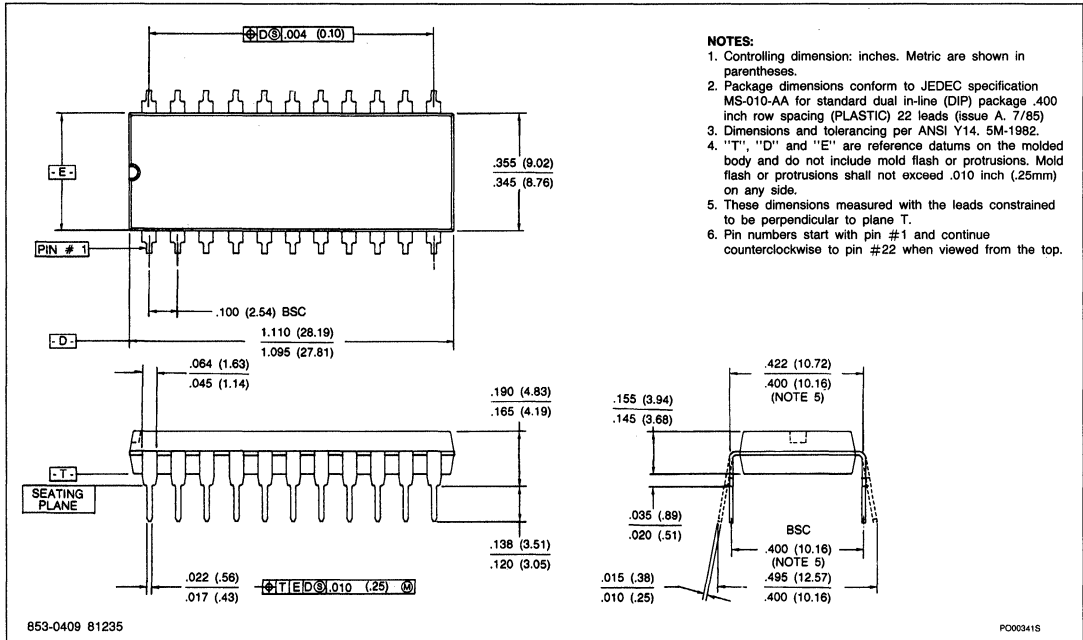 ⌖ D Ⓢ .004 (0.10)
NOTES:
1. Controlling dimension: inches. Metric are shown in
parentheses.
2. Package dimensions conform to JEDEC specification
MS-010-AA for standard dual in-line (DIP) package .400
inch row spacing (PLASTIC) 22 leads (issue A. 7/85)
3. Dimensions and tolerancing per ANSI Y14. 5M-1982.
4. "T", "D" and "E" are reference datums on the molded
body and do not include mold flash or protrusions. Mold
flash or protrusions shall not exceed .010 inch (.25mm)
on any side.
5. These dimensions measured with the leads constrained
to be perpendicular to plane T.
6. Pin numbers start with pin #1 and continue
counterclockwise to pin #22 when viewed from the top.
- E -
.355 (9.02)
.345 (8.76)
PIN # 1
.100 (2.54) BSC
- D -
1.110 (28.19)
1.095 (27.81)
.064 (1.63)
.045 (1.14)
.190 (4.83)
.165 (4.19)
.155 (3.94)
.145 (3.68)
.422 (10.72)
.400 (10.16)
(NOTE 5)
- T -
SEATING
PLANE
.138 (3.51)
.120 (3.05)
.035 (.89)
.020 (.51)
BSC
.400 (10.16)
(NOTE 5)
.022 (.56)
.017 (.43)
⌖ T E D Ⓢ .010 (.25) Ⓜ
.015 (.38)
.010 (.25)
.495 (12.57)
.400 (10.16)
853-0409 81235
PO00341S